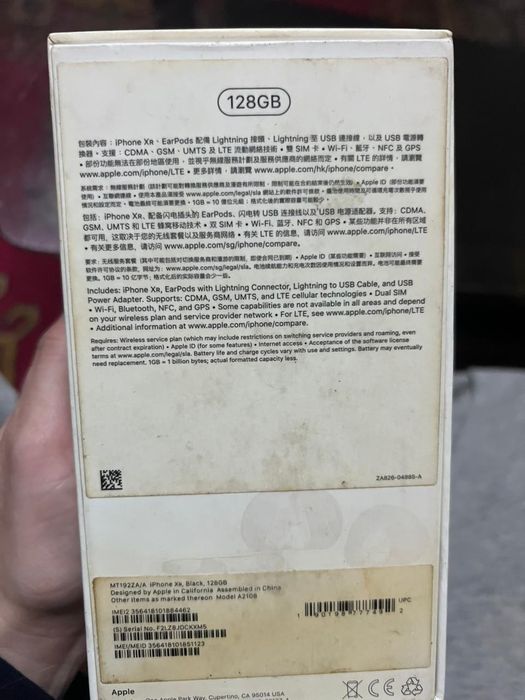 128GB
包裝內容：iPhone XR、EarPods 配備 Lightning 接頭、Lightning 至 USB 連接線，以及 USB 電源轉
換器 • 支援：CDMA、GSM、UMTS 及 LTE 流動網絡技術 • 雙 SIM 卡 • Wi-Fi、藍牙、NFC 及 GPS
• 部份功能無法在部份地區使用，並視乎無線服務計劃及服務供應商的網絡而定 • 有關 LTE 的詳情，請瀏覽
www.apple.com/iphone/LTE • 更多詳情，請瀏覽 www.apple.com/hk/iphone/compare •
包括：iPhone XR、配备闪电插头的 EarPods、闪电转 USB 连接线以及 USB 电源适配器。支持：CDMA、
GSM、UMTS 和 LTE 蜂窝移动技术 • 双 SIM 卡 • Wi-Fi、蓝牙、NFC 和 GPS • 某些功能并非在所有区域
都可用，这取决于您的无线套餐以及服务商网络 • 有关 LTE 的信息，请访问 www.apple.com/iphone/LTE
• 有关更多信息，请访问 www.apple.com/sg/iphone/compare。
Includes: iPhone XR, EarPods with Lightning Connector, Lightning to USB Cable, and USB
Power Adapter. Supports: CDMA, GSM, UMTS, and LTE cellular technologies • Dual SIM
• Wi-Fi, Bluetooth, NFC, and GPS • Some capabilities are not available in all areas and depend
on your wireless plan and service provider network • For LTE, see www.apple.com/iphone/LTE
• Additional information at www.apple.com/iphone/compare.
Requires: Wireless service plan (which may include restrictions on switching service providers and roaming, even
after contract expiration) • Apple ID (for some features) • Internet access • Acceptance of the software license
terms at www.apple.com/legal/sla. Battery life and charge cycles vary with use and settings. Battery may eventually
need replacement. 1GB = 1 billion bytes; actual formatted capacity less.
ZA826-04885-A
MT192ZA/A iPhone XR, Black, 128GB
Designed by Apple in California Assembled in China
Other items as marked thereon Model A2108
IMEI2 356418101884462
(S) Serial No. F2LZ8JDCKXM5
IMEI/MEID 356418101851123
UPC
Apple
Apple Park Way, Cupertino, CA 95014